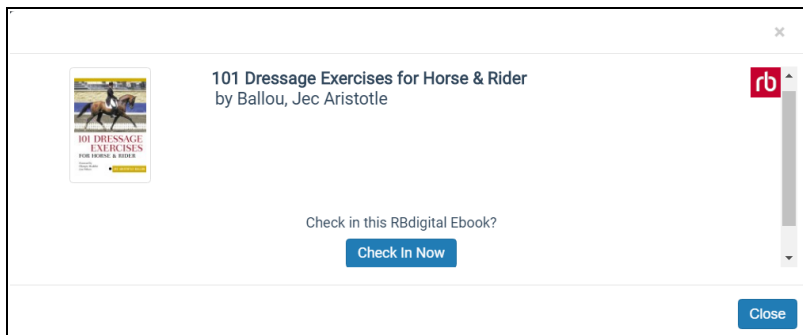 ×
101 Dressage Exercises for Horse & Rider
by Ballou, Jec Aristotle
rb
101 DRESSAGE
EXERCISES
FOR HORSE & RIDER
Check in this RBdigital Ebook?
Check In Now
Close